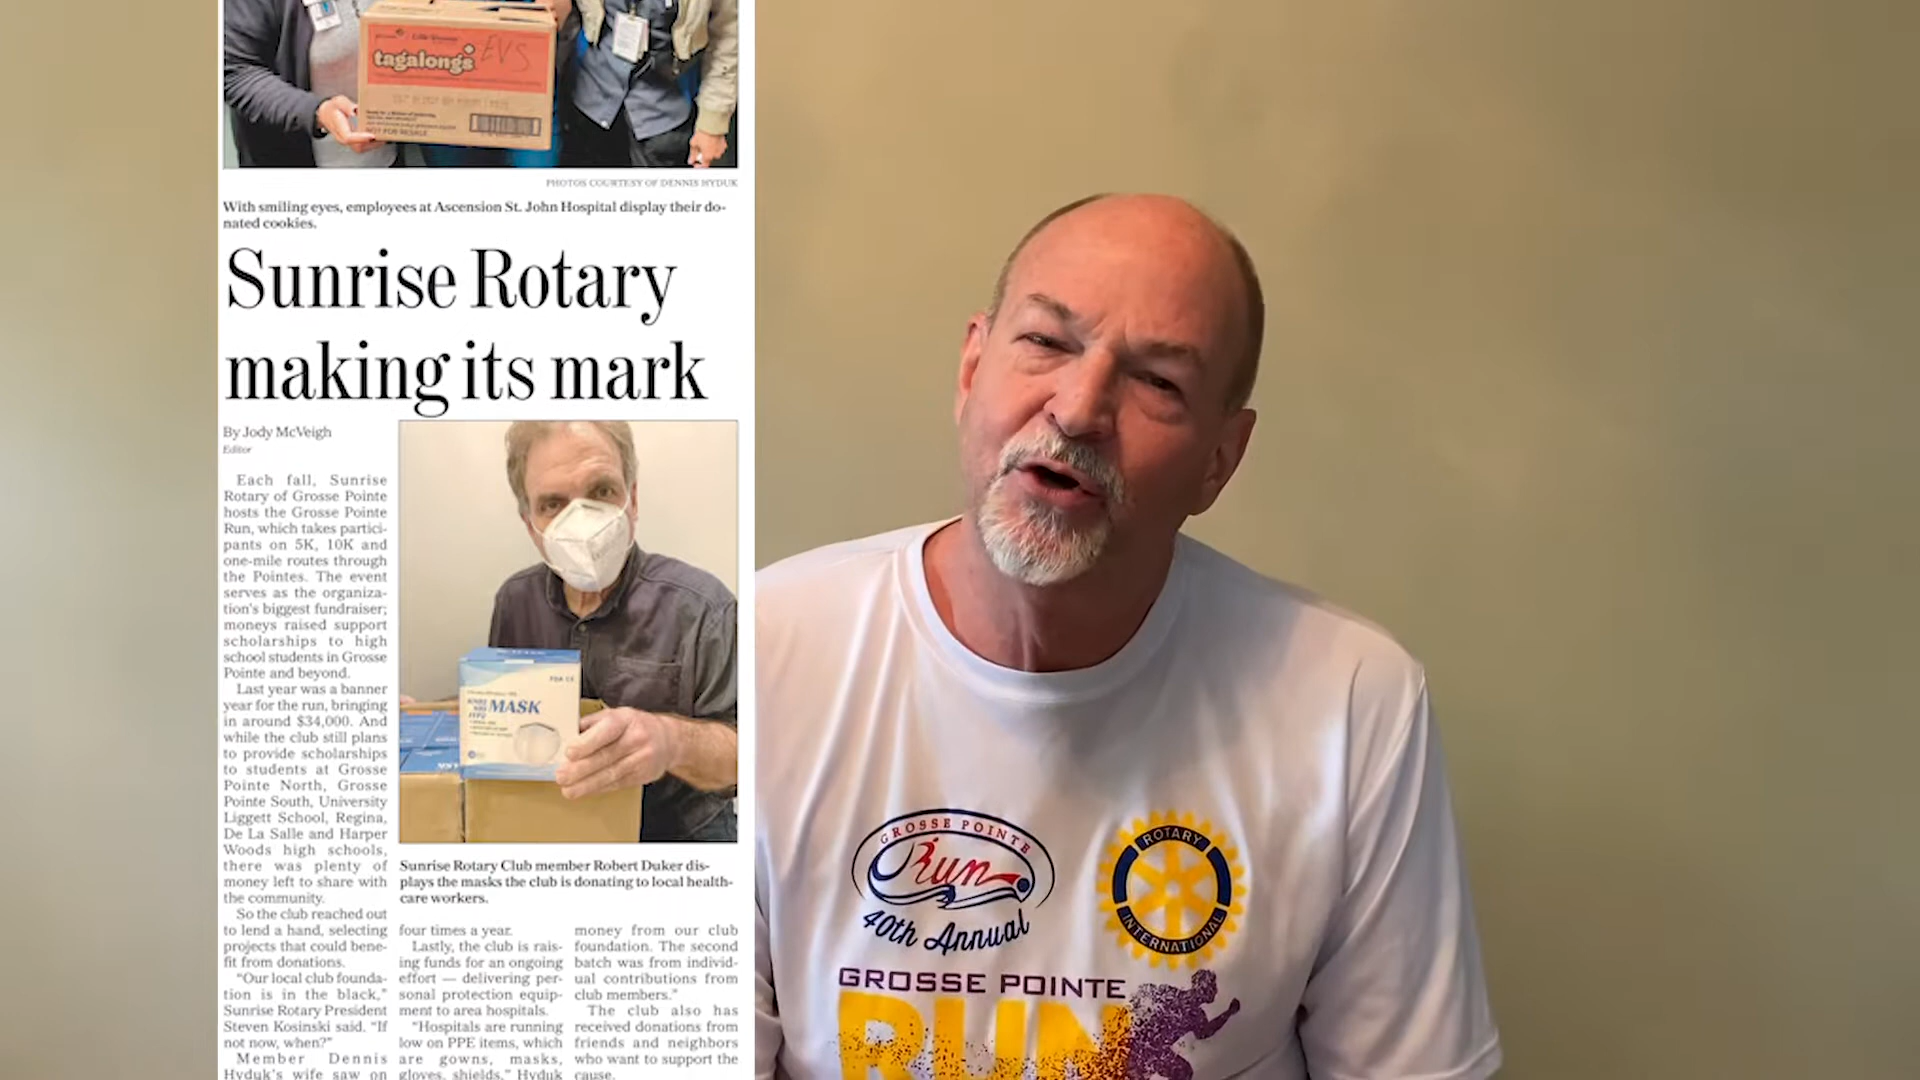 tagalongs
EVS
NOT FOR RESALE
PHOTOS COURTESY OF DENNIS HYDUK
With smiling eyes, employees at Ascension St. John Hospital display their do-
nated cookies.
Sunrise Rotary
making its mark
By Jody McVeigh
Editor
Each fall, Sunrise
Rotary of Grosse Pointe
hosts the Grosse Pointe
Run, which takes partici-
pants on 5K, 10K and
one-mile routes through
the Pointes. The event
serves as the organiza-
tion's biggest fundraiser;
moneys raised support
scholarships to high
school students in Grosse
Pointe and beyond.
Last year was a banner
year for the run, bringing
in around $34,000. And
while the club still plans
to provide scholarships
to students at Grosse
Pointe North, Grosse
Pointe South, University
Liggett School, Regina,
De La Salle and Harper
Woods high schools,
there was plenty of
money left to share with
the community.
So the club reached out
to lend a hand, selecting
projects that could bene-
fit from donations.
"Our local club founda-
tion is in the black,"
Sunrise Rotary President
Steven Kosinski said. "If
not now, when?"
Member Dennis
Hyduk's wife saw on
MASK
Sunrise Rotary Club member Robert Duker dis-
plays the masks the club is donating to local health-
care workers.
four times a year.
Lastly, the club is rais-
ing funds for an ongoing
effort — delivering per-
sonal protection equip-
ment to area hospitals.
"Hospitals are running
low on PPE items, which
are gowns, masks,
gloves, shields," Hyduk
money from our club
foundation. The second
batch was from individ-
ual contributions from
club members."
The club also has
received donations from
friends and neighbors
who want to support the
cause.
GROSSE POINTE
Run
40th Annual
ROTARY
INTERNATIONAL
GROSSE POINTE
RUN